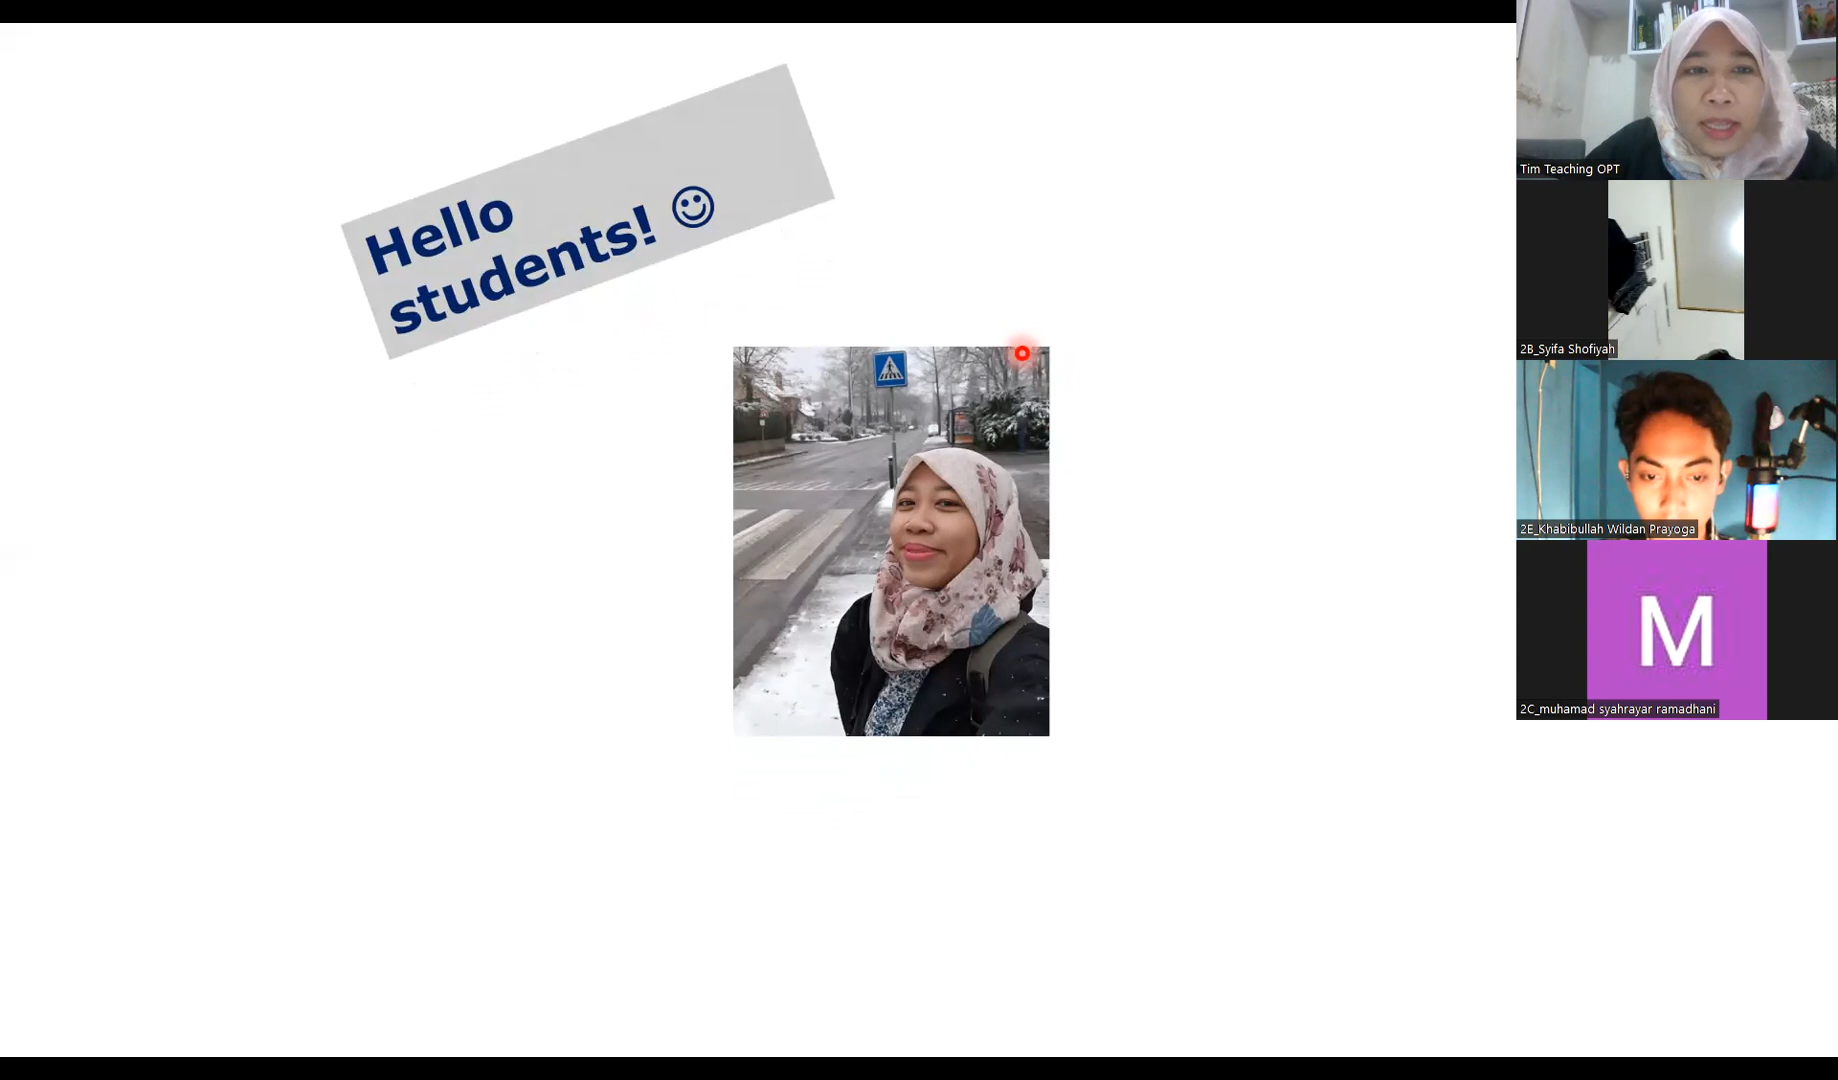 Hello
students! ☺
Tim Teaching OPT
2B_Syifa Shofiyah
2E_Khabibullah Wildan Prayoga
M
2C_muhamad syahrayar ramadhani